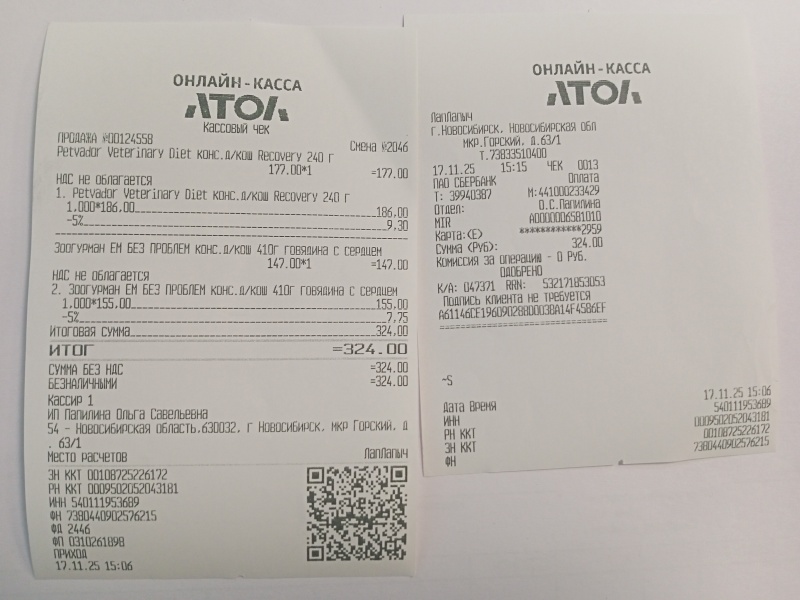 ОНЛАЙН-КАССА
АТОЛ
Кассовый чек
ПРОДАЖА №00124558
Смена №2046
Petvador Veterinary Diet конс.д/кош Recovery 240 г
177.00*1 =177.00
НДС не облагается
1. Petvador Veterinary Diet конс.д/кош Recovery 240 г
1,000*186,00 186,00
-5% 9,30
Зоогурман ЕМ БЕЗ ПРОБЛЕМ конс.д/кош 410г говядина с сердцем
147.00*1 =147.00
НДС не облагается
2. Зоогурман ЕМ БЕЗ ПРОБЛЕМ конс.д/кош 410г говядина с сердцем
1,000*155,00 155,00
-5% 7,75
Итоговая сумма 324,00
ИТОГ =324.00
СУММА БЕЗ НДС =324.00
БЕЗНАЛИЧНЫМИ =324.00
Кассир 1
ИП Папилина Ольга Савельевна
54 - Новосибирская область,630032, г Новосибирск, мкр Горский, д
. 63/1
Место расчетов ЛапЛапыч
ЗН ККТ 00108725226172
РН ККТ 0009502052043181
ИНН 540111953689
ФН 7380440902576215
ФД 2446
ФП 0310261898
ПРИХОД
17.11.25 15:06
ОНЛАЙН-КАССА
АТОЛ
ЛапЛапыч
г.Новосибирск, Новосибирская обл
мкр.Горский, д.63/1
Т.73833510400
17.11.25 15:15 ЧЕК 0013
ПАО СБЕРБАНК Оплата
Т: 39940387 М:441000233429
Отдел: О.С.Папилина
MIR A0000006581010
Карта:(E) ************2959
Сумма (Руб): 324.00
Комиссия за операцию - 0 Руб.
ОДОБРЕНО
К/А: 047371 RRN: 532171853053
Подпись клиента не требуется
A61146CE19609028BD003BA14F4586EF
================================
~S
Дата Время 17.11.25 15:06
ИНН 540111953689
РН ККТ 0009502052043181
ЗН ККТ 00108725226172
ФН 7380440902576215